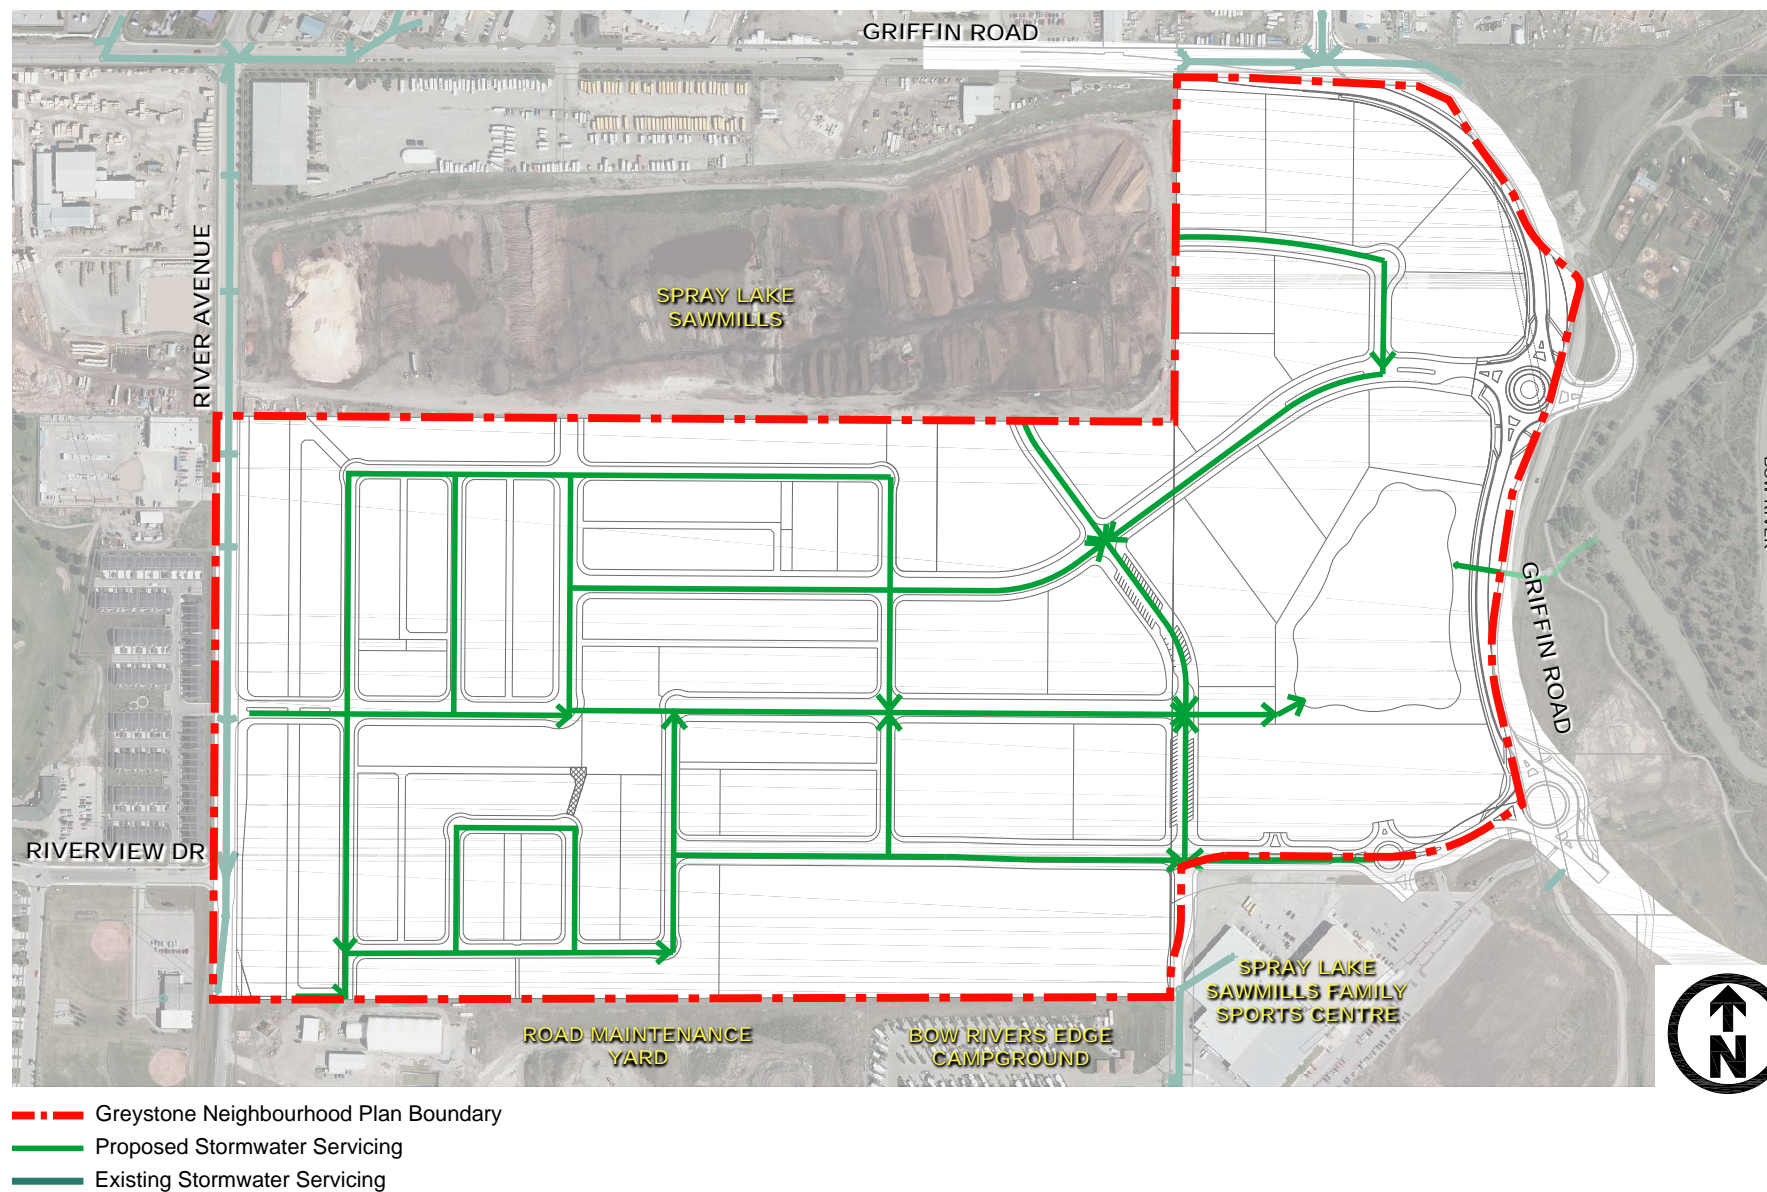 GRIFFIN ROAD
RIVER AVENUE
SPRAY LAKE
SAWMILLS
GRIFFIN ROAD
RIVERVIEW DR
SPRAY LAKE
SAWMILLS FAMILY
SPORTS CENTRE
ROAD MAINTENANCE
YARD
BOW RIVERS EDGE
CAMPGROUND
N
Greystone Neighbourhood Plan Boundary
Proposed Stormwater Servicing
Existing Stormwater Servicing